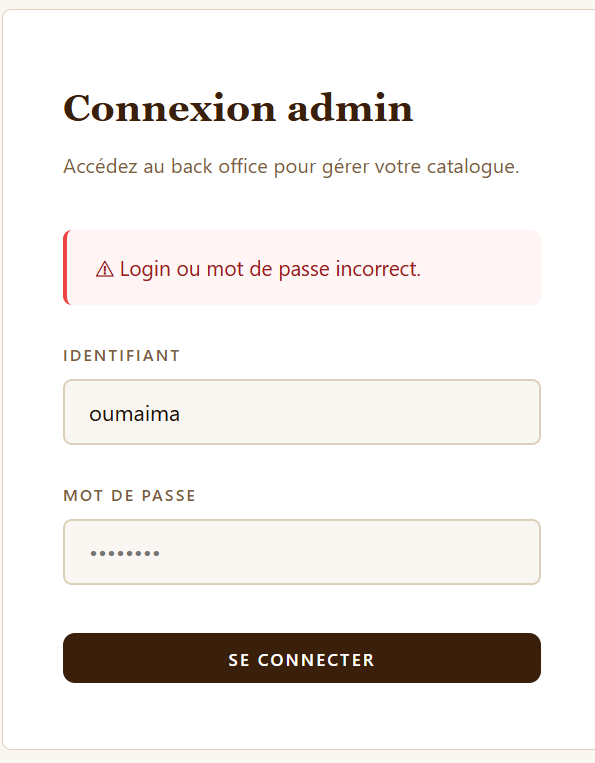 Connexion admin
Accédez au back office pour gérer votre catalogue.
⚠ Login ou mot de passe incorrect.
IDENTIFIANT
oumaima
MOT DE PASSE
••••••••
SE CONNECTER